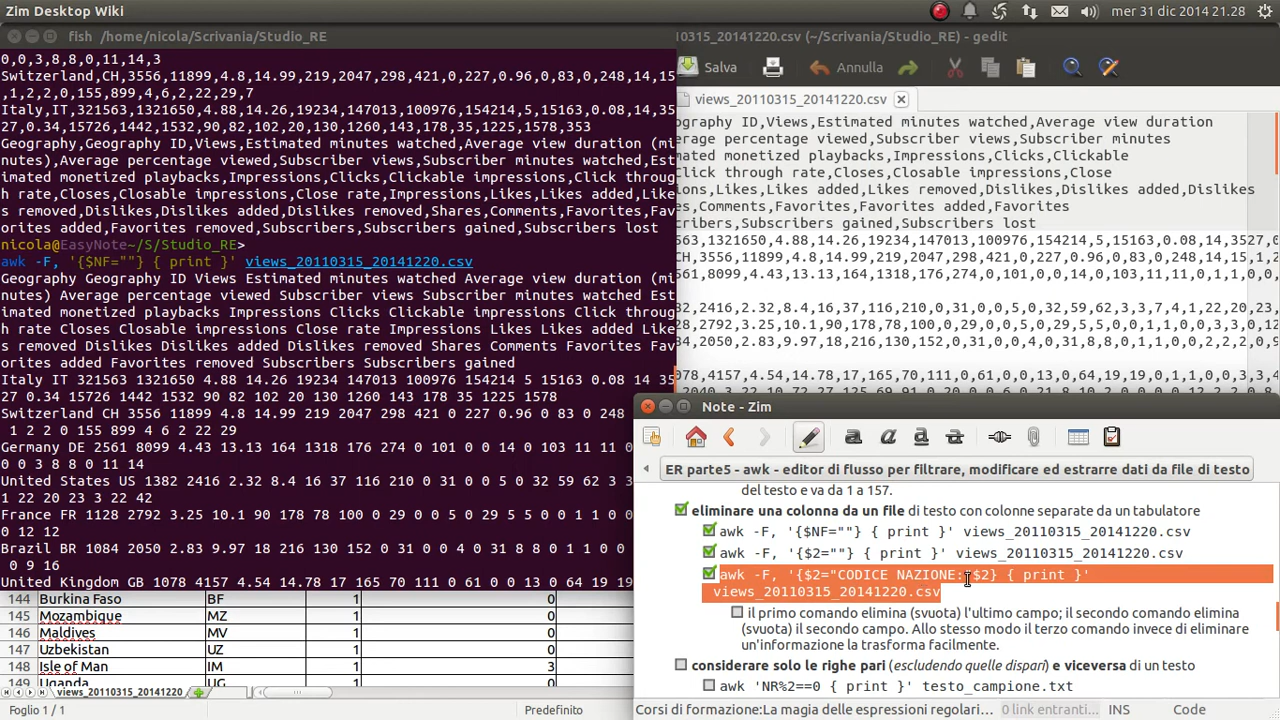 Zim Desktop Wiki
mer 31 dic 2014 21.28
fish /home/nicola/Scrivania/Studio_RE
0,0,3,8,8,0,11,14,3
Switzerland,CH,3556,11899,4.8,14.99,219,2047,298,421,0,227,0.96,0,83,0,248,14,15
,1,2,2,0,155,899,4,6,2,22,29,7
Italy,IT,321563,1321650,4.88,14.26,19234,147013,100976,154214,5,15163,0.08,14,35
27,0.34,15726,1442,1532,90,82,102,20,130,1260,143,178,35,1225,1578,353
Geography,Geography ID,Views,Estimated minutes watched,Average view duration (mi
nutes),Average percentage viewed,Subscriber views,Subscriber minutes watched,Est
imated monetized playbacks,Impressions,Clicks,Clickable impressions,Click throug
h rate,Closes,Closable impressions,Close rate,Impressions,Likes,Likes added,Like
s removed,Dislikes,Dislikes added,Dislikes removed,Shares,Comments,Favorites,Fav
orites added,Favorites removed,Subscribers,Subscribers gained,Subscribers lost
nicola@EasyNote~/S/Studio_RE>
awk -F, '{$NF=""} { print }' views_20110315_20141220.csv
Geography Geography ID Views Estimated minutes watched Average view duration (mi
nutes) Average percentage viewed Subscriber views Subscriber minutes watched Est
imated monetized playbacks Impressions Clicks Clickable impressions Click throug
h rate Closes Closable impressions Close rate Impressions Likes Likes added Like
s removed Dislikes Dislikes added Dislikes removed Shares Comments Favorites Fav
orites added Favorites removed Subscribers Subscribers gained
Italy IT 321563 1321650 4.88 14.26 19234 147013 100976 154214 5 15163 0.08 14 35
27 0.34 15726 1442 1532 90 82 102 20 130 1260 143 178 35 1225 1578
Switzerland CH 3556 11899 4.8 14.99 219 2047 298 421 0 227 0.96 0 83 0 248
1 2 2 0 155 899 4 6 2 22 29
Germany DE 2561 8099 4.43 13.13 164 1318 176 274 0 101 0 0 14 0 103 11 11
0 0 3 8 8 0 11 14
United States US 1382 2416 2.32 8.4 16 37 116 210 0 31 0 0 5 0 32 59 62 3 3
1 22 20 23 3 22 42
France FR 1128 2792 3.25 10.1 90 178 78 100 0 29 0 0 5 0 29 5 5 0 0 1 1 0 0
0 12 12
Brazil BR 1084 2050 2.83 9.97 18 216 130 152 0 31 0 0 4 0 31 8 8 0 0 1 1 0
0 9 16
United Kingdom GB 1078 4157 4.54 14.78 17 165 70 111 0 61 0 0 13 0 64 19 19
144 Burkina Faso BF 1 0
145 Mozambique MZ 1 0
146 Maldives MV 1 0
147 Uzbekistan UZ 1 0
148 Isle of Man IM 1 3
Uganda UG 1 0
views_20110315_20141220
Foglio 1 / 1
Predefinito
10315_20141220.csv (~/Scrivania/Studio_RE) - gedit
Salva
Annulla
views_20110315_20141220.csv
ography ID,Views,Estimated minutes watched,Average view duration
erage percentage viewed,Subscriber views,Subscriber minutes
mated monetized playbacks,Impressions,Clicks,Clickable
Click through rate,Closes,Closable impressions,Close
ions,Likes,Likes added,Likes removed,Dislikes,Dislikes added,Dislikes
s,Comments,Favorites,Favorites added,Favorites
cribers,Subscribers gained,Subscribers lost
563,1321650,4.88,14.26,19234,147013,100976,154214,5,15163,0.08,14,3527,0
Note - Zim
ER parte5 - awk - editor di flusso per filtrare, modificare ed estrarre dati da file di testo
del testo e va da 1 a 157.
eliminare una colonna da un file di testo con colonne separate da un tabulatore
awk -F, '{$NF=""} { print }' views_20110315_20141220.csv
awk -F, '{$2=""} { print }' views_20110315_20141220.csv
awk -F, '{$2="CODICE NAZIONE:"$2} { print }'
views_20110315_20141220.csv
il primo comando elimina (svuota) l'ultimo campo; il secondo comando elimina
(svuota) il secondo campo. Allo stesso modo il terzo comando invece di eliminare
un'informazione la trasforma facilmente.
considerare solo le righe pari (escludendo quelle dispari) e viceversa di un testo
awk 'NR%2==0 { print }' testo_campione.txt
Corsi di formazione:La magia delle espressioni regolari...
0 link entranti...
INS
Code